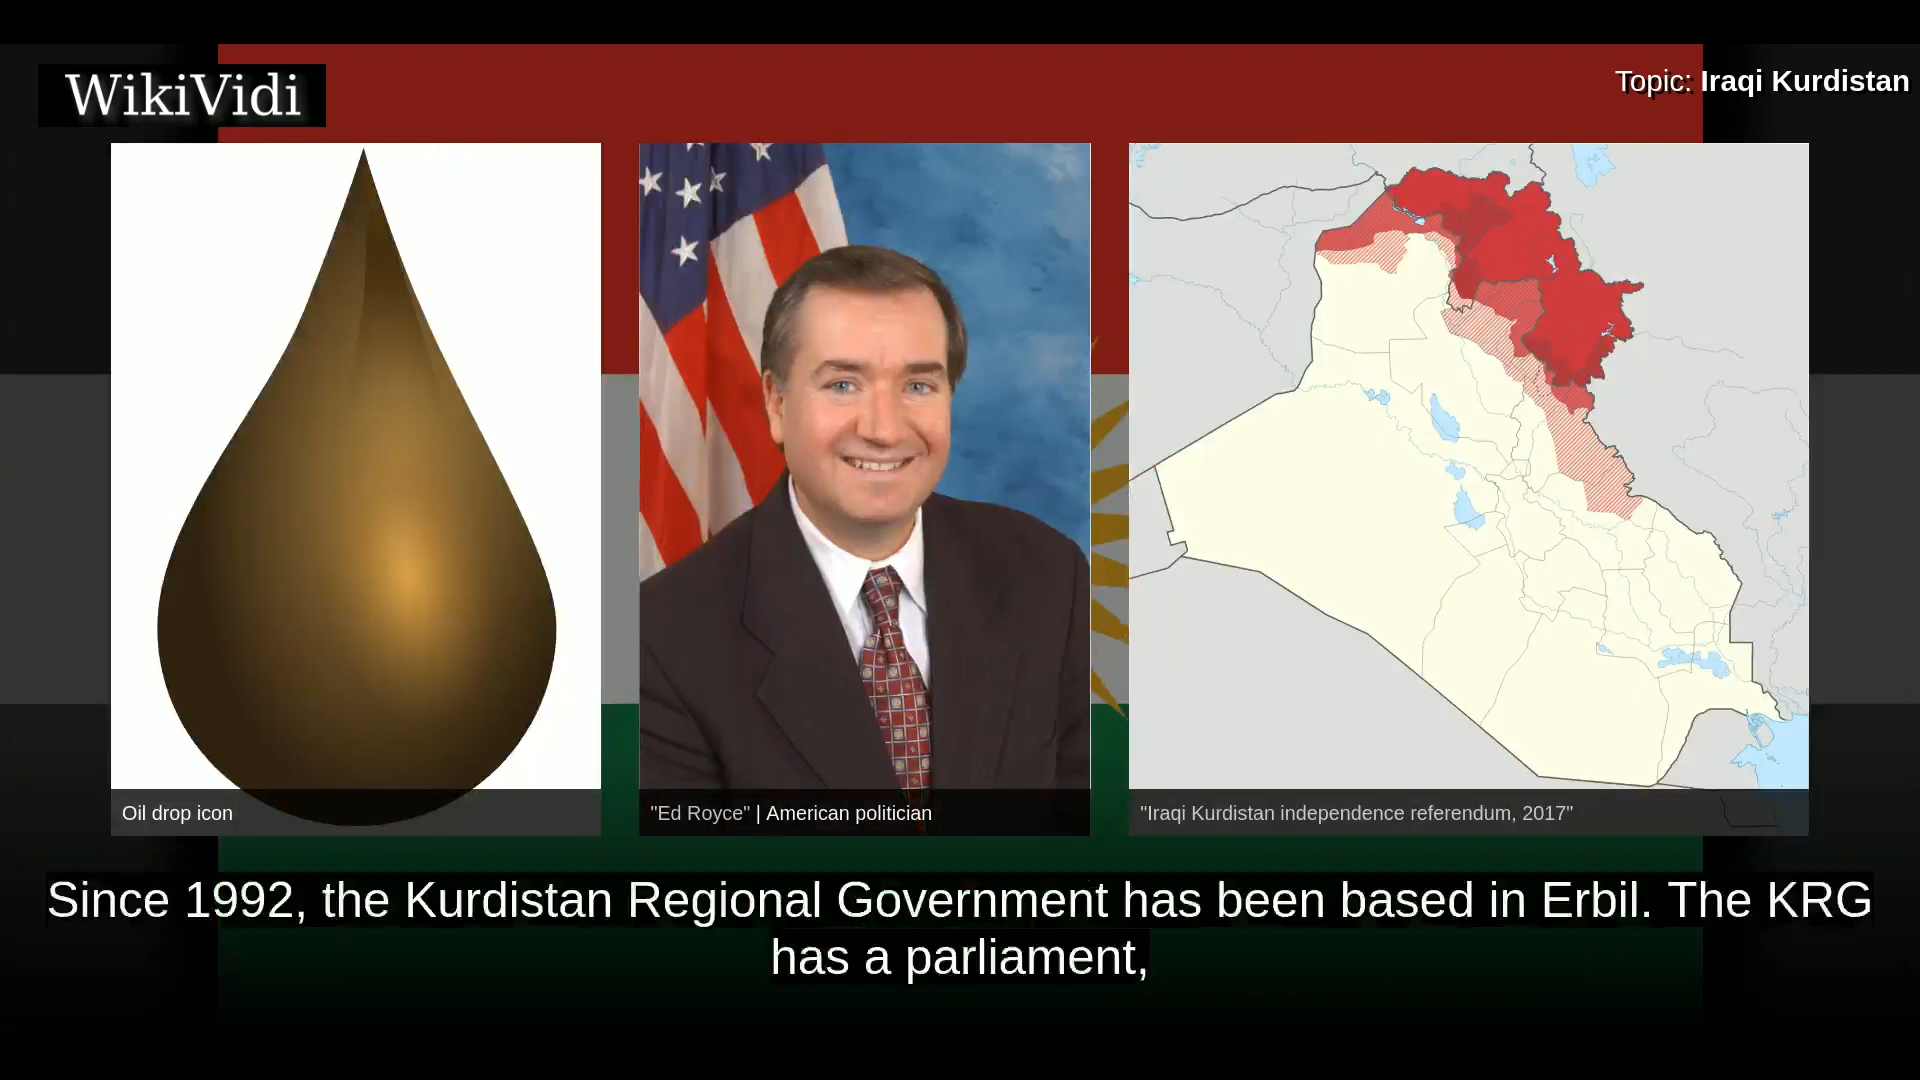 WikiVidi
Topic: Iraqi Kurdistan
Oil drop icon
"Ed Royce" | American politician
"Iraqi Kurdistan independence referendum, 2017"
Since 1992, the Kurdistan Regional Government has been based in Erbil. The KRG
has a parliament,